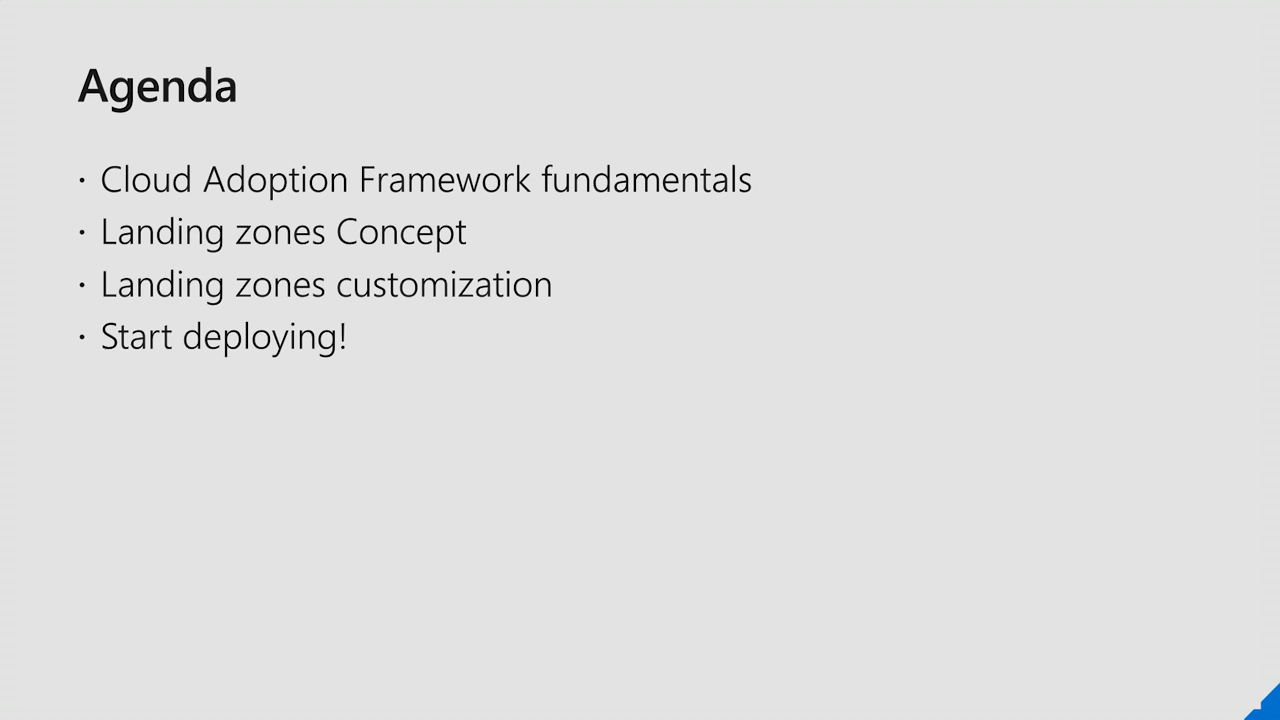 Agenda
· Cloud Adoption Framework fundamentals
· Landing zones Concept
· Landing zones customization
· Start deploying!